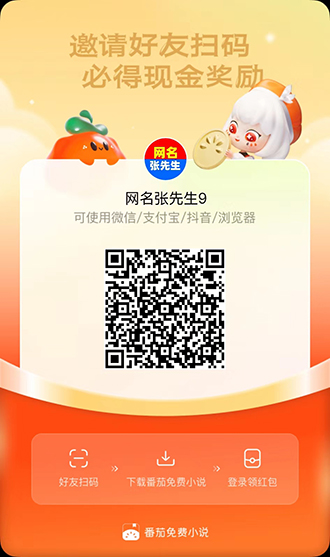 邀请好友扫码
必得现金奖励
网名
张先生
网名张先生9
可使用微信/支付宝/抖音/浏览器
好友扫码
下载番茄免费小说
登录领红包
番茄免费小说